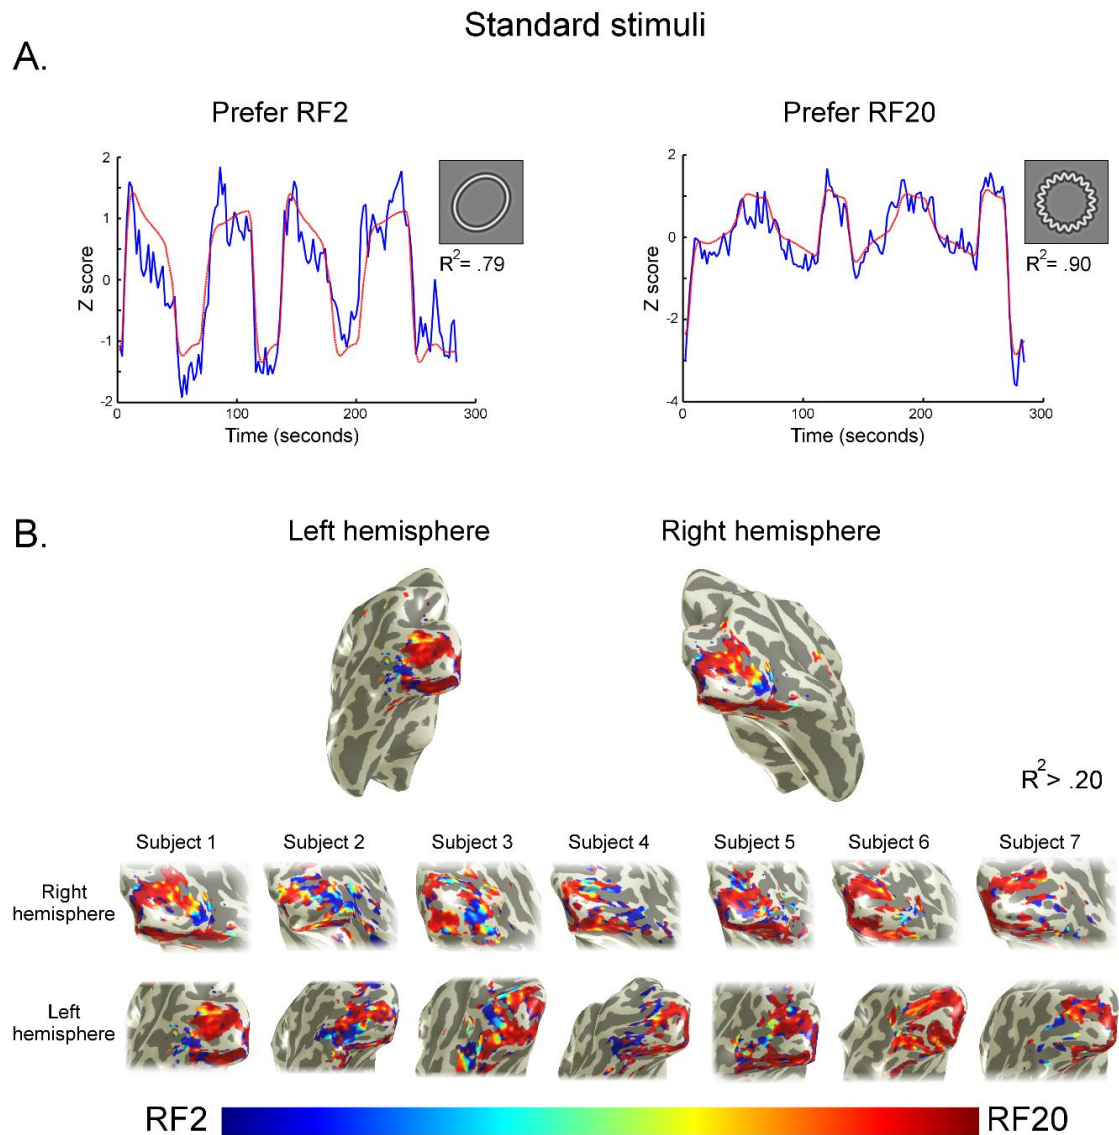 Standard stimuli
A.
Prefer RF2
Prefer RF20
2
1
0
-1
-2
Z score
0
100
200
300
Time (seconds)
R²= .79
2
0
-2
-4
Z score
0
100
200
300
Time (seconds)
R²= .90
B.
Left hemisphere
Right hemisphere
R²> .20
Subject 1
Subject 2
Subject 3
Subject 4
Subject 5
Subject 6
Subject 7
Right
hemisphere
Left
hemisphere
RF2
RF20